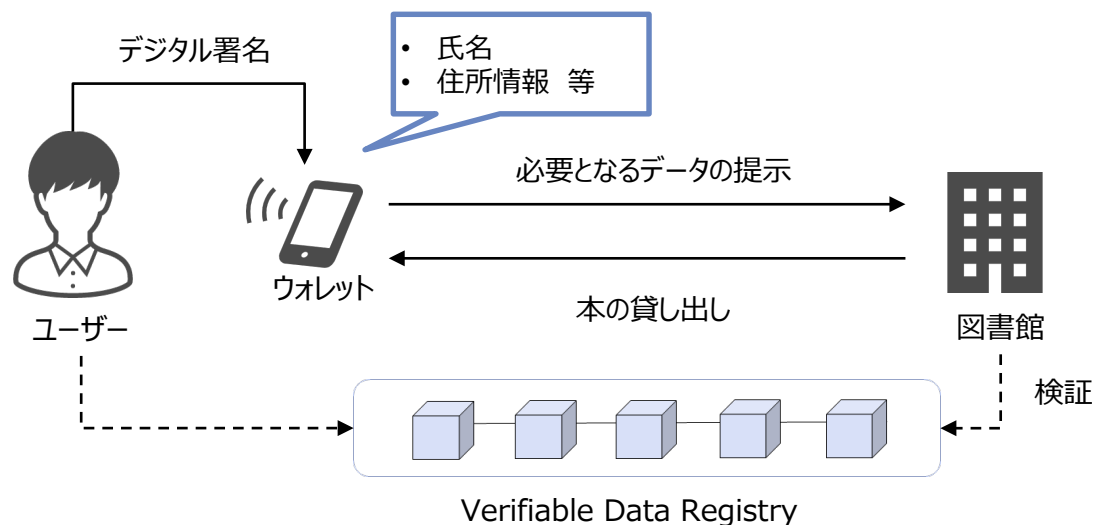 デジタル署名
• 氏名
• 住所情報 等
必要となるデータの提示
ウォレット
本の貸し出し
ユーザー
図書館
検証
Verifiable Data Registry